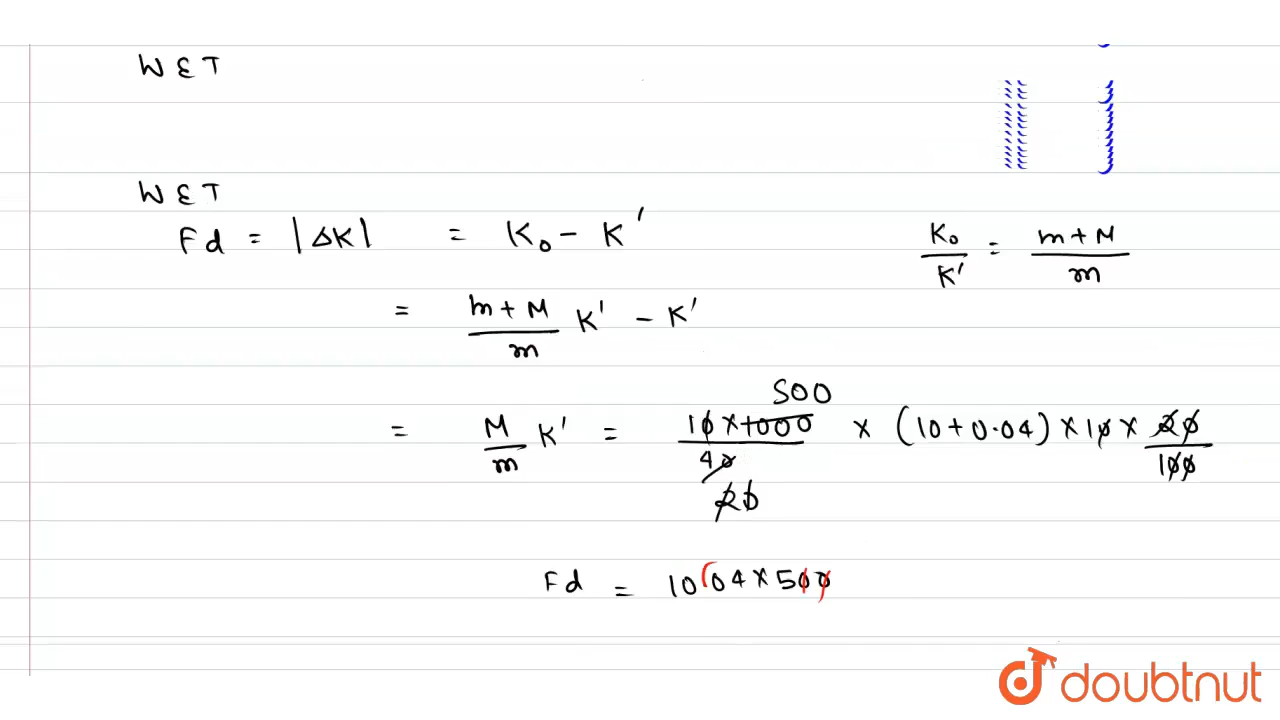 W E T
W E T
Fd = |ΔK| = K₀ - K'
K₀/K' = (m+M)/m
= (m+M)/m K' - K'
= M/m K' = (10 × 1000)/40 × (10 + 0.04) × 10 × 20/100
500
20
Fd = 10.04 × 500
doubtnut